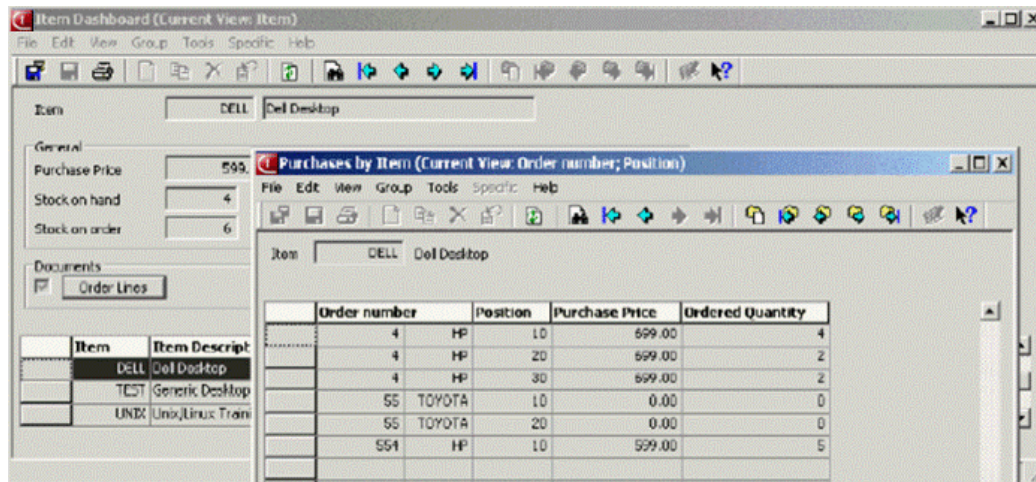 Item Dashboard (Current View: Item)
File Edit View Group Tools Specific Help
Item DELL Dell Desktop
General
Purchase Price 599.
Stock on hand 4
Stock on order 6
Documents
Order Lines
Item Item Descript
DELL Dell Desktop
TEST Generic Desktop
UNIX Unix/Linux Traini
Purchases by Item (Current View: Order number; Position)
File Edit View Group Tools Specific Help
Item DELL Dell Desktop
Order number Position Purchase Price Ordered Quantity
4 HP 10 699.00 4
4 HP 20 699.00 2
4 HP 30 699.00 2
55 TOYOTA 10 0.00 0
55 TOYOTA 20 0.00 0
554 HP 10 599.00 5